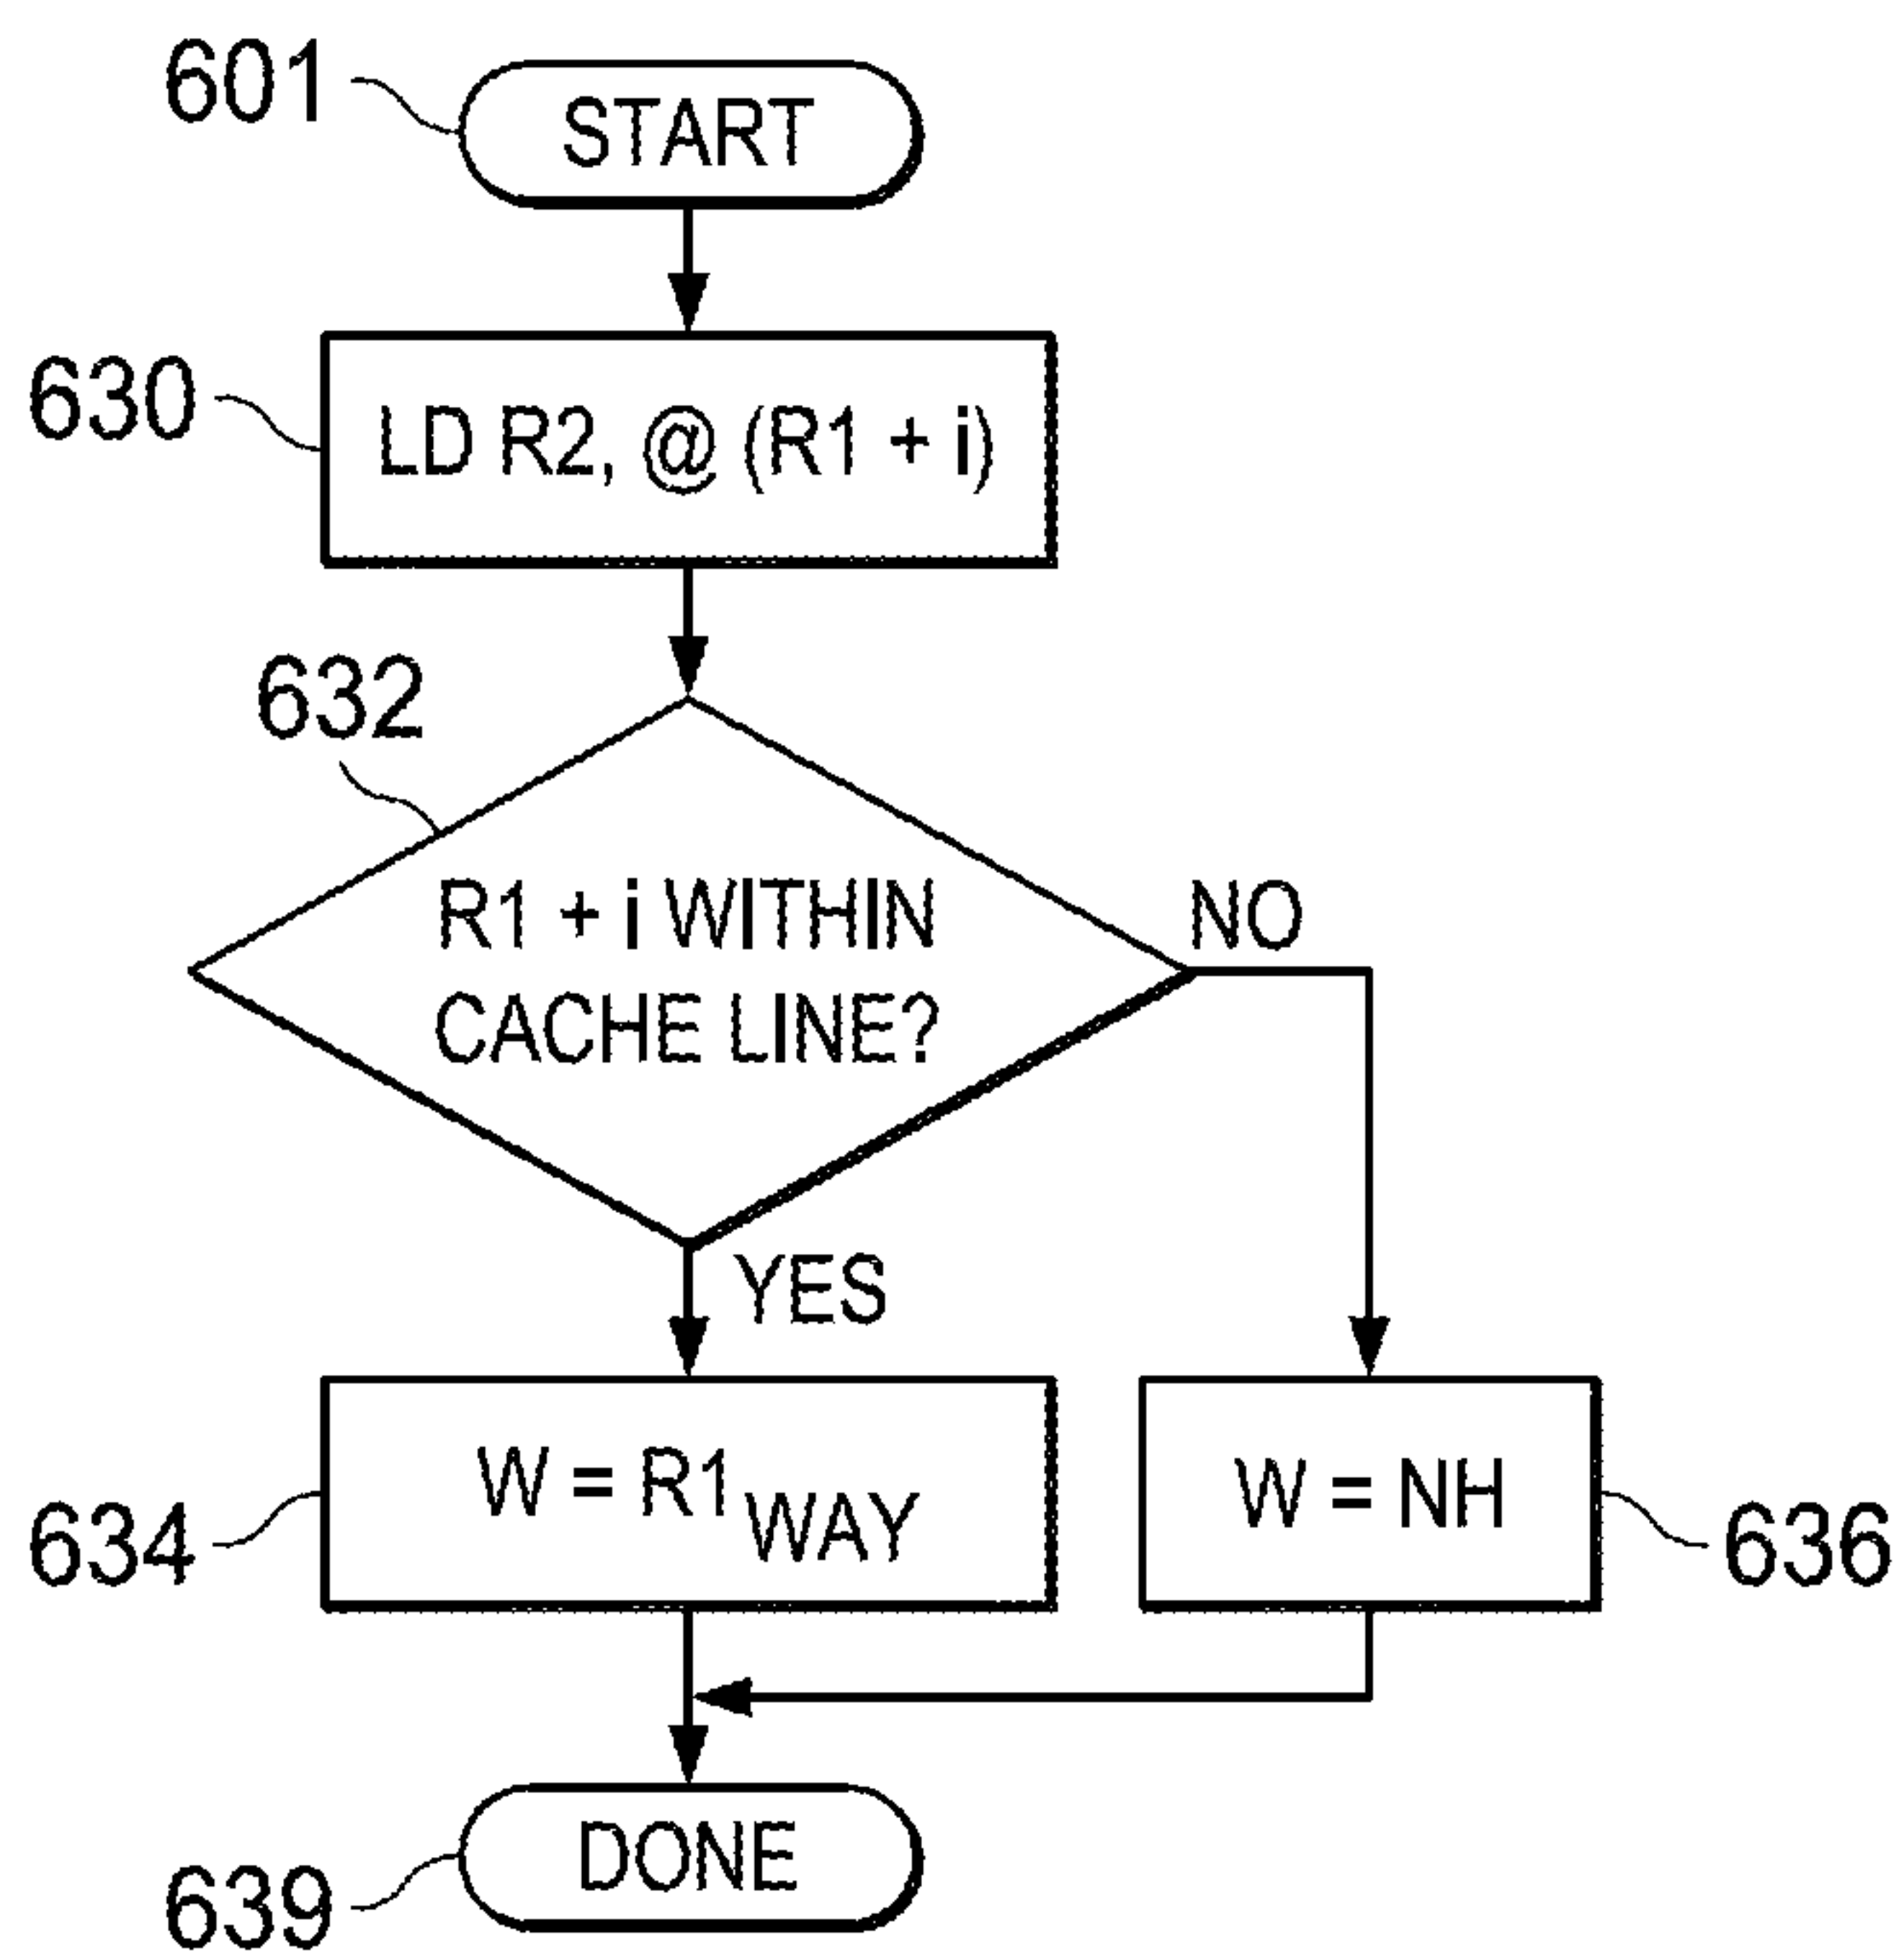 601
START
630
LD R2, @ (R1 + i)
632
R1 + i WITHIN
CACHE LINE?
NO
YES
634
W = R1WAY
W = NH
636
639
DONE